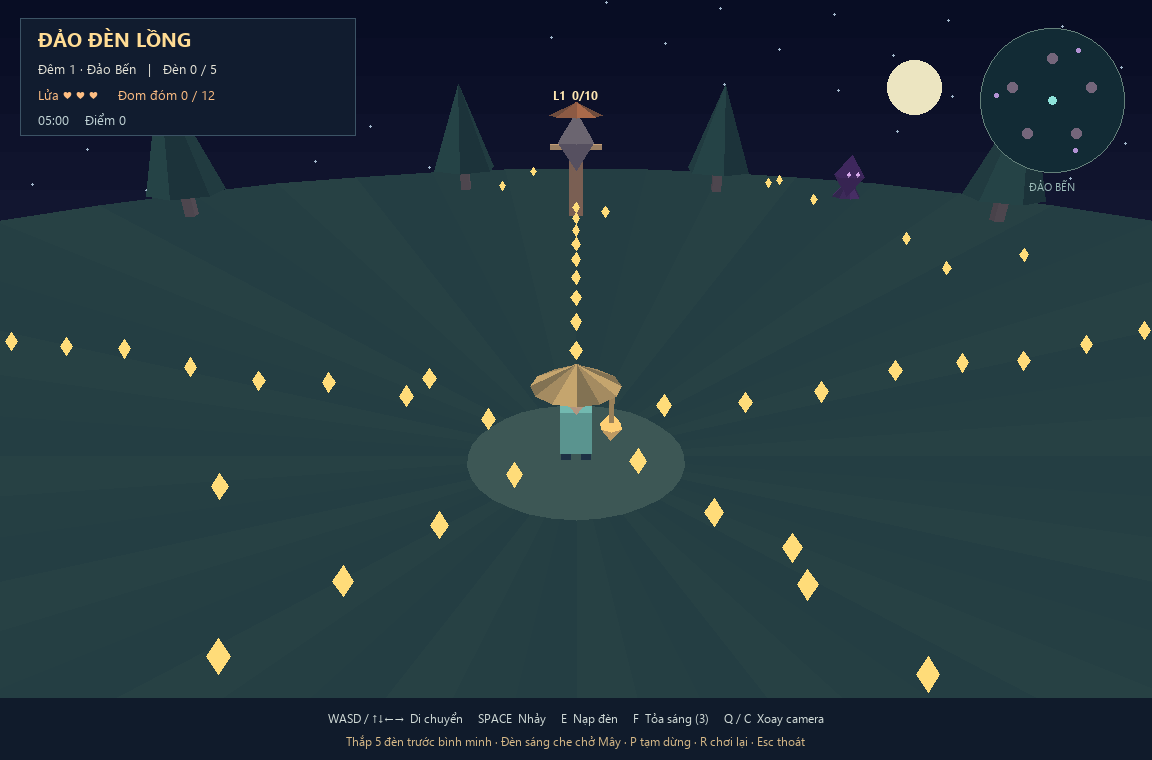 ĐẢO ĐÈN LỒNG
Đêm 1 · Đảo Bến | Đèn 0 / 5
Lửa ♥ ♥ ♥ Đom đóm 0 / 12
05:00 Điểm 0
L1 0/10
ĐẢO BẾN
WASD / ↑↓←→ Di chuyển SPACE Nhảy E Nạp đèn F Tỏa sáng (3) Q / C Xoay camera
Thắp 5 đèn trước bình minh · Đèn sáng che chở Mây · P tạm dừng · R chơi lại · Esc thoát